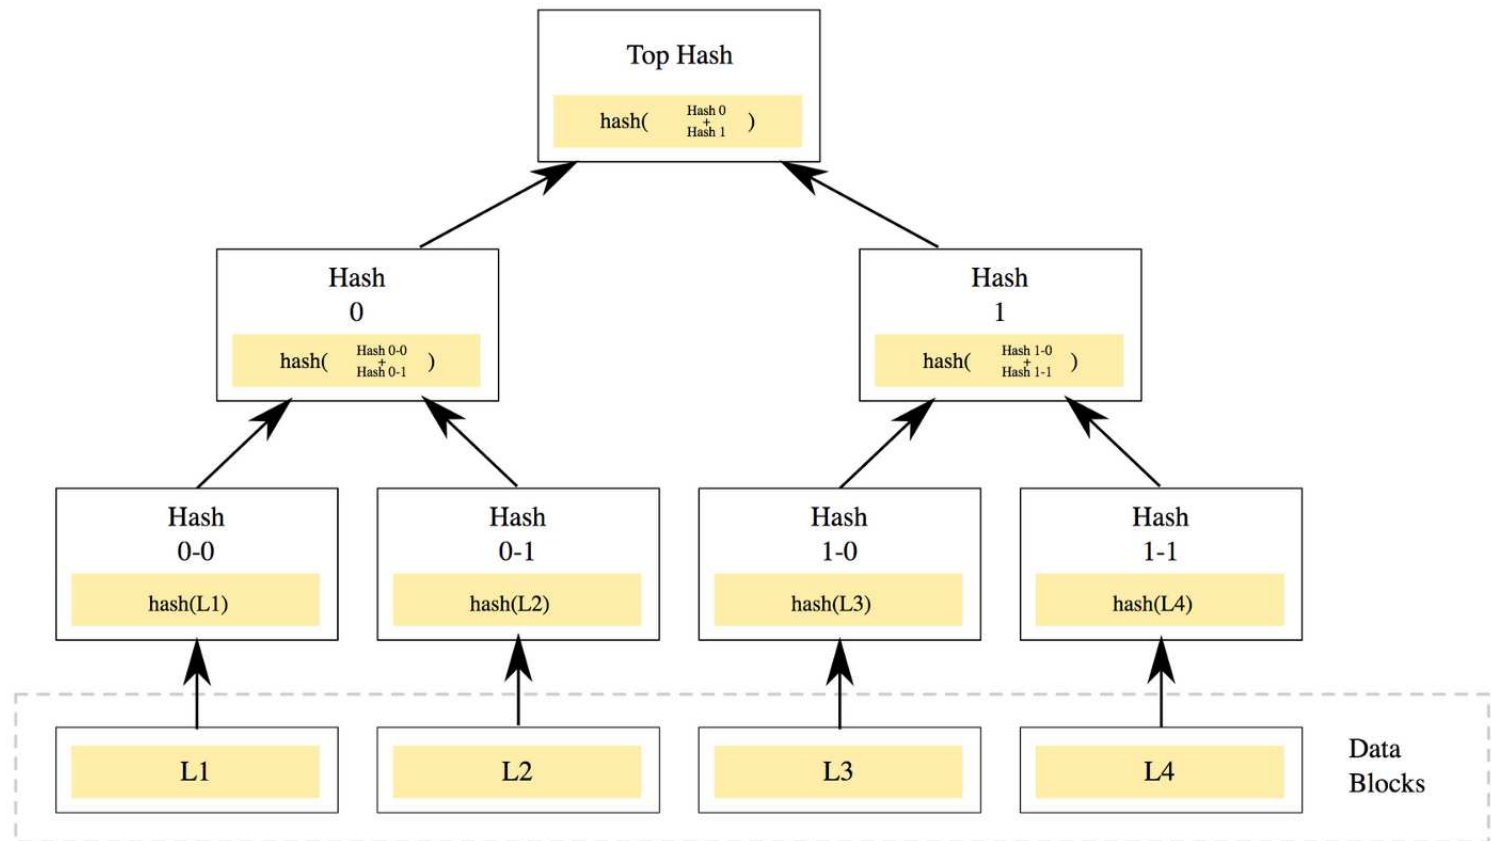 Top Hash
hash( Hash 0 + Hash 1 )
Hash
0
hash( Hash 0-0 + Hash 0-1 )
Hash
1
hash( Hash 1-0 + Hash 1-1 )
Hash
0-0
hash(L1)
Hash
0-1
hash(L2)
Hash
1-0
hash(L3)
Hash
1-1
hash(L4)
L1
L2
L3
L4
Data
Blocks